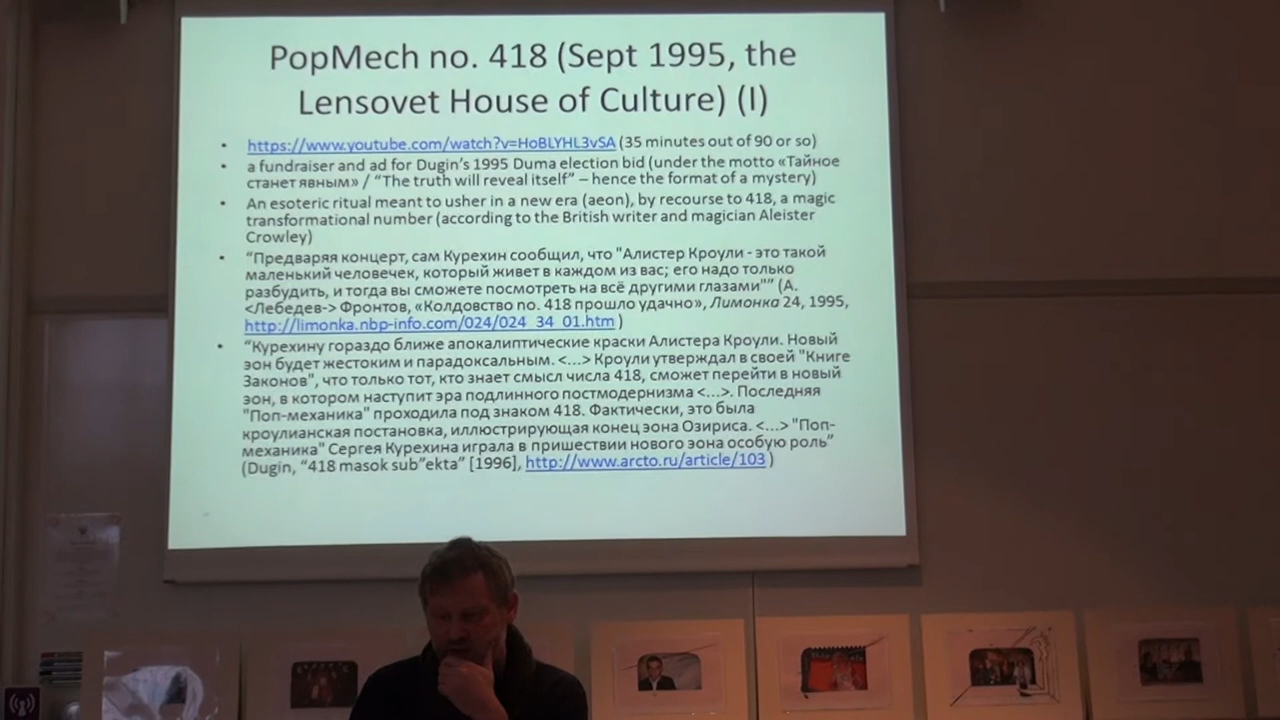 PopMech no. 418 (Sept 1995, the
Lensovet House of Culture) (I)
• https://www.youtube.com/watch?v=HoBLYHL3vSA (35 minutes out of 90 or so)
• a fundraiser and ad for Dugin's 1995 Duma election bid (under the motto «Тайное
станет явным» / “The truth will reveal itself” – hence the format of a mystery)
• An esoteric ritual meant to usher in a new era (aeon), by recourse to 418, a magic
transformational number (according to the British writer and magician Aleister
Crowley)
• “Предваряя концерт, сам Курехин сообщил, что "Алистер Кроули - это такой
маленький человечек, который живет в каждом из вас; его надо только
разбудить, и тогда вы сможете посмотреть на всё другими глазами"” (А.
<Лебедев-> Фронтов, «Колдовство no. 418 прошло удачно», Лимонка 24, 1995,
http://limonka.nbp-info.com/024/024_34_01.htm )
• “Курехину гораздо ближе апокалиптические краски Алистера Кроули. Новый
эон будет жестоким и парадоксальным. <...> Кроули утверждал в своей "Книге
Законов", что только тот, кто знает смысл числа 418, сможет перейти в новый
эон, в котором наступит эра подлинного постмодернизма <...>. Последняя
"Поп-механика" проходила под знаком 418. Фактически, это была
кроулианская постановка, иллюстрирующая конец эона Озириса. <...> "Поп-
механика" Сергея Курехина играла в пришествии нового эона особую роль”
(Dugin, “418 masok sub”ekta” [1996], http://www.arcto.ru/article/103 )